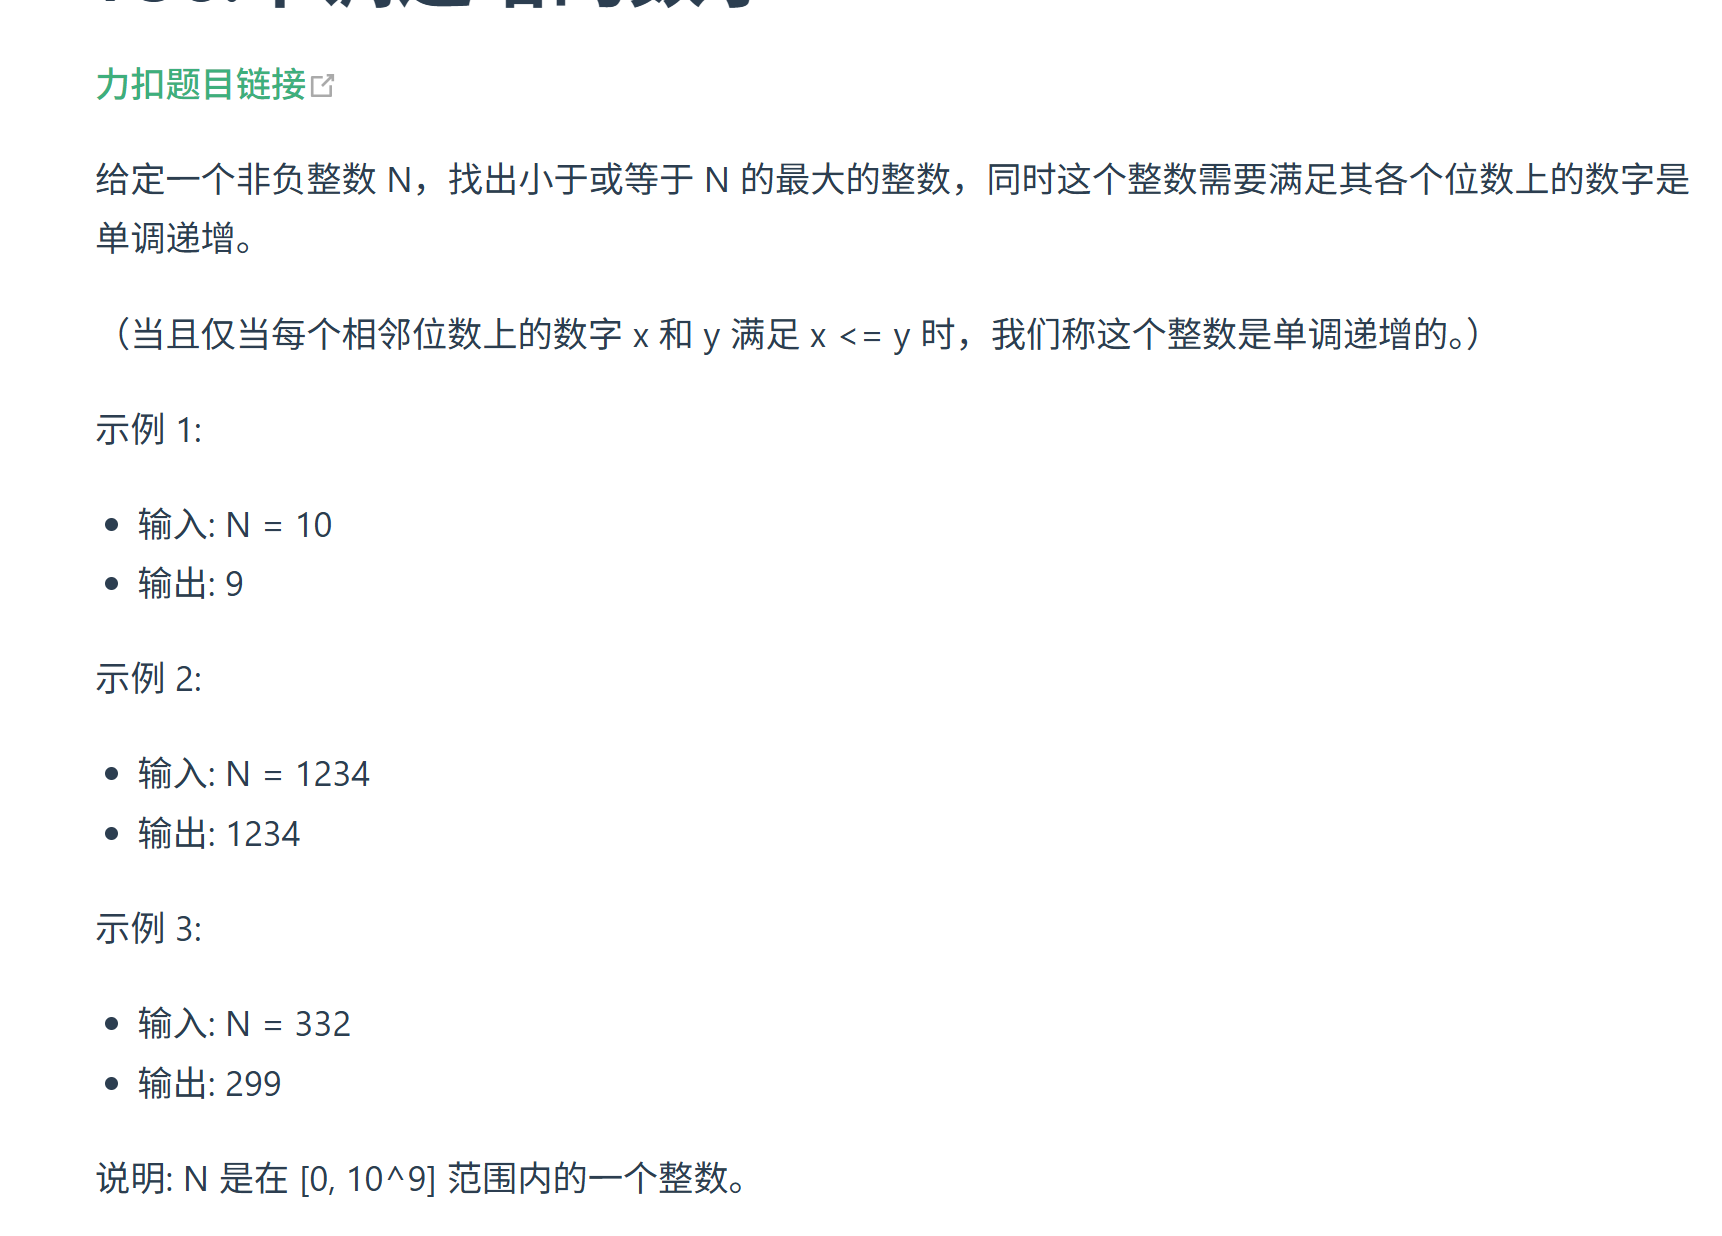 力扣题目链接
给定一个非负整数 N，找出小于或等于 N 的最大的整数，同时这个整数需要满足其各个位数上的数字是
单调递增。
（当且仅当每个相邻位数上的数字 x 和 y 满足 x <= y 时，我们称这个整数是单调递增的。）
示例 1:
输入: N = 10
输出: 9
示例 2:
输入: N = 1234
输出: 1234
示例 3:
输入: N = 332
输出: 299
说明: N 是在 [0, 10^9] 范围内的一个整数。